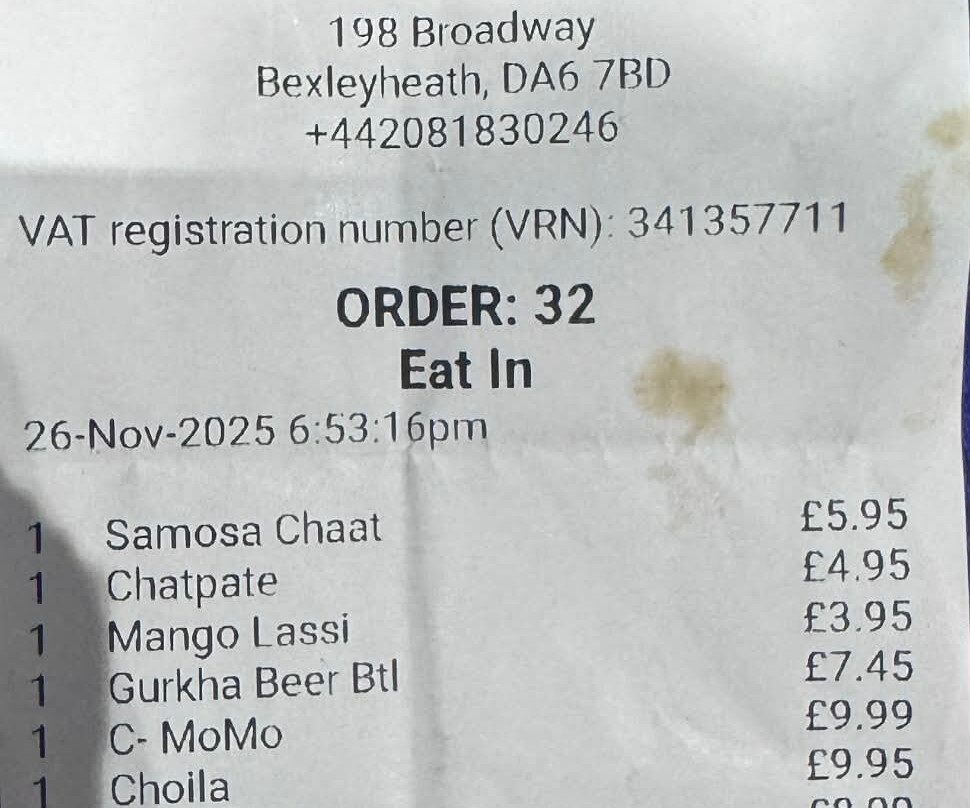 198 Broadway
Bexleyheath, DA6 7BD
+442081830246
VAT registration number (VRN): 341357711
ORDER: 32
Eat In
26-Nov-2025 6:53:16pm
1 Samosa Chaat £5.95
1 Chatpate £4.95
1 Mango Lassi £3.95
1 Gurkha Beer Btl £7.45
1 C- MoMo £9.99
1 Choila £9.95